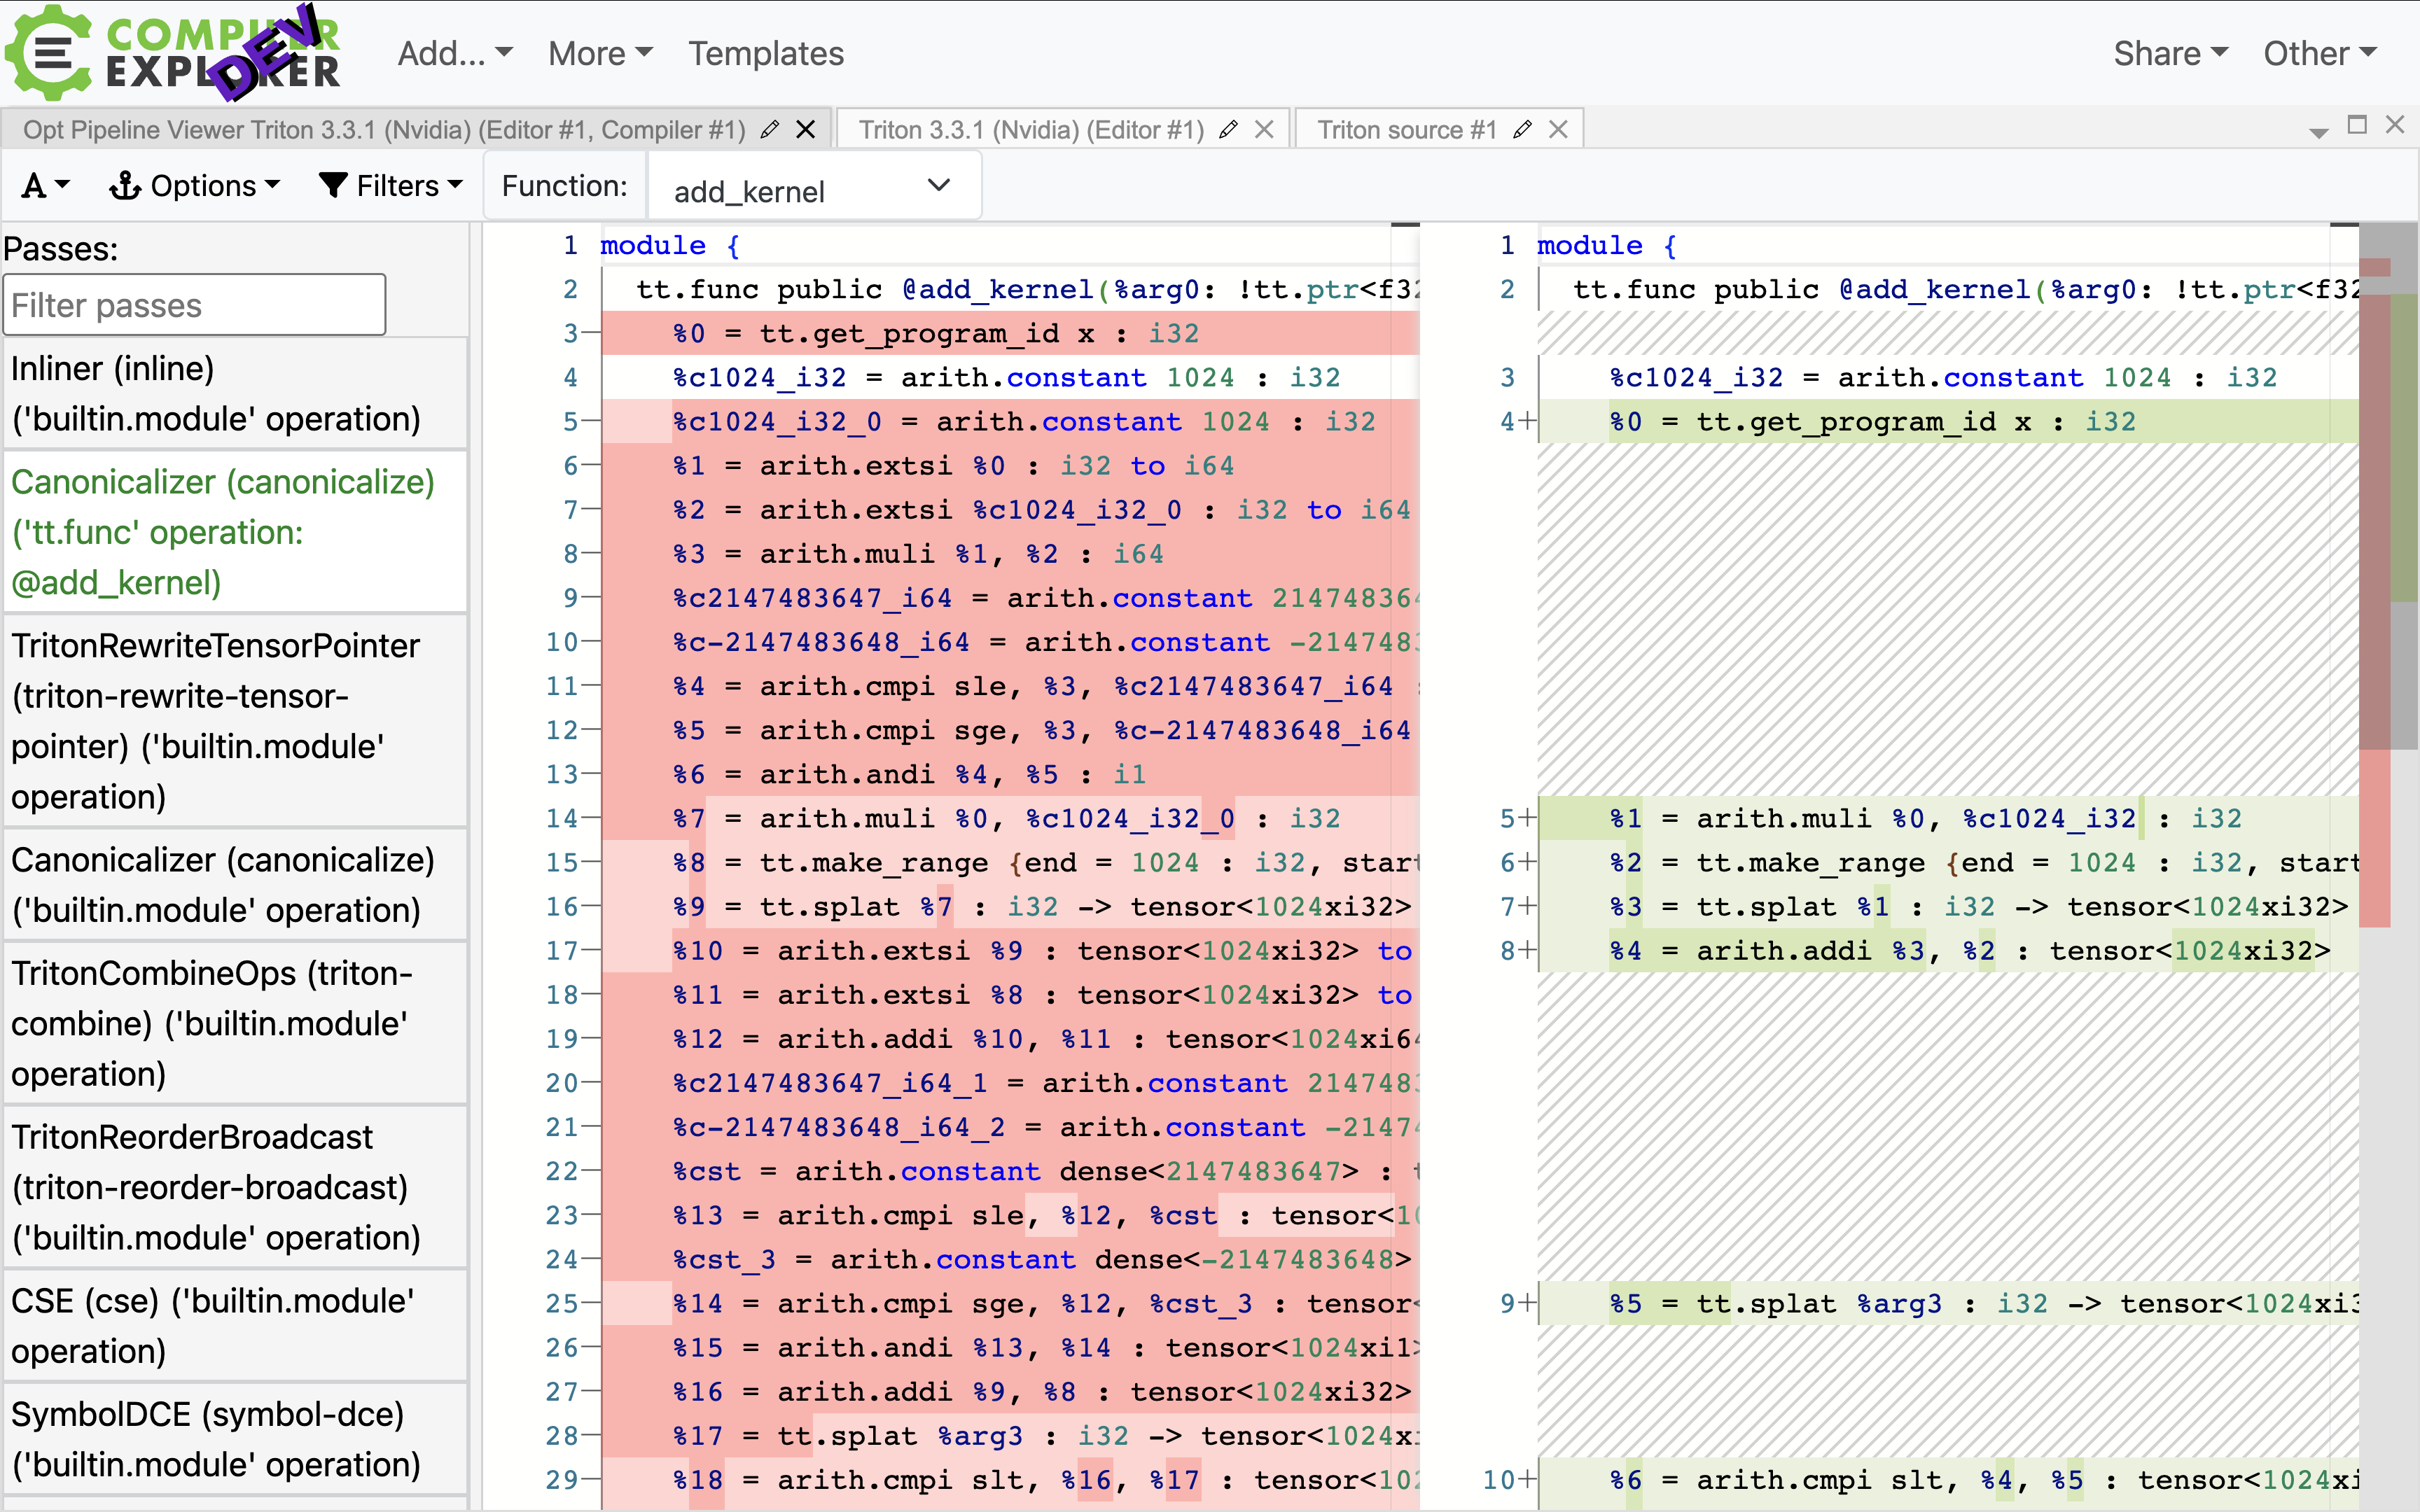 COMPILER EXPLORER DEV
Add... More Templates Share Other
Opt Pipeline Viewer Triton 3.3.1 (Nvidia) (Editor #1, Compiler #1) Triton 3.3.1 (Nvidia) (Editor #1) Triton source #1
A Options Filters Function: add_kernel
Passes:
Filter passes
Inliner (inline)
('builtin.module' operation)
Canonicalizer (canonicalize)
('tt.func' operation:
@add_kernel)
TritonRewriteTensorPointer
(triton-rewrite-tensor-
pointer) ('builtin.module'
operation)
Canonicalizer (canonicalize)
('builtin.module' operation)
TritonCombineOps (triton-
combine) ('builtin.module'
operation)
TritonReorderBroadcast
(triton-reorder-broadcast)
('builtin.module' operation)
CSE (cse) ('builtin.module'
operation)
SymbolDCE (symbol-dce)
('builtin.module' operation)
1 module {
2 tt.func public @add_kernel(%arg0: !tt.ptr<f32
3− %0 = tt.get_program_id x : i32
4 %c1024_i32 = arith.constant 1024 : i32
5− %c1024_i32_0 = arith.constant 1024 : i32
6− %1 = arith.extsi %0 : i32 to i64
7− %2 = arith.extsi %c1024_i32_0 : i32 to i64
8− %3 = arith.muli %1, %2 : i64
9− %c2147483647_i64 = arith.constant 214748364
10− %c-2147483648_i64 = arith.constant -2147483
11− %4 = arith.cmpi sle, %3, %c2147483647_i64 :
12− %5 = arith.cmpi sge, %3, %c-2147483648_i64
13− %6 = arith.andi %4, %5 : i1
14− %7 = arith.muli %0, %c1024_i32_0 : i32
15− %8 = tt.make_range {end = 1024 : i32, start
16− %9 = tt.splat %7 : i32 -> tensor<1024xi32>
17− %10 = arith.extsi %9 : tensor<1024xi32> to
18− %11 = arith.extsi %8 : tensor<1024xi32> to
19− %12 = arith.addi %10, %11 : tensor<1024xi64
20− %c2147483647_i64_1 = arith.constant 2147483
21− %c-2147483648_i64_2 = arith.constant -21474
22− %cst = arith.constant dense<2147483647> : t
23− %13 = arith.cmpi sle, %12, %cst : tensor<10
24− %cst_3 = arith.constant dense<-2147483648>
25− %14 = arith.cmpi sge, %12, %cst_3 : tensor<
26− %15 = arith.andi %13, %14 : tensor<1024xi1>
27− %16 = arith.addi %9, %8 : tensor<1024xi32>
28− %17 = tt.splat %arg3 : i32 -> tensor<1024xi
29− %18 = arith.cmpi slt, %16, %17 : tensor<102
1 module {
2 tt.func public @add_kernel(%arg0: !tt.ptr<f32
3 %c1024_i32 = arith.constant 1024 : i32
4+ %0 = tt.get_program_id x : i32
5+ %1 = arith.muli %0, %c1024_i32 : i32
6+ %2 = tt.make_range {end = 1024 : i32, start
7+ %3 = tt.splat %1 : i32 -> tensor<1024xi32>
8+ %4 = arith.addi %3, %2 : tensor<1024xi32>
9+ %5 = tt.splat %arg3 : i32 -> tensor<1024xi3
10+ %6 = arith.cmpi slt, %4, %5 : tensor<1024xi